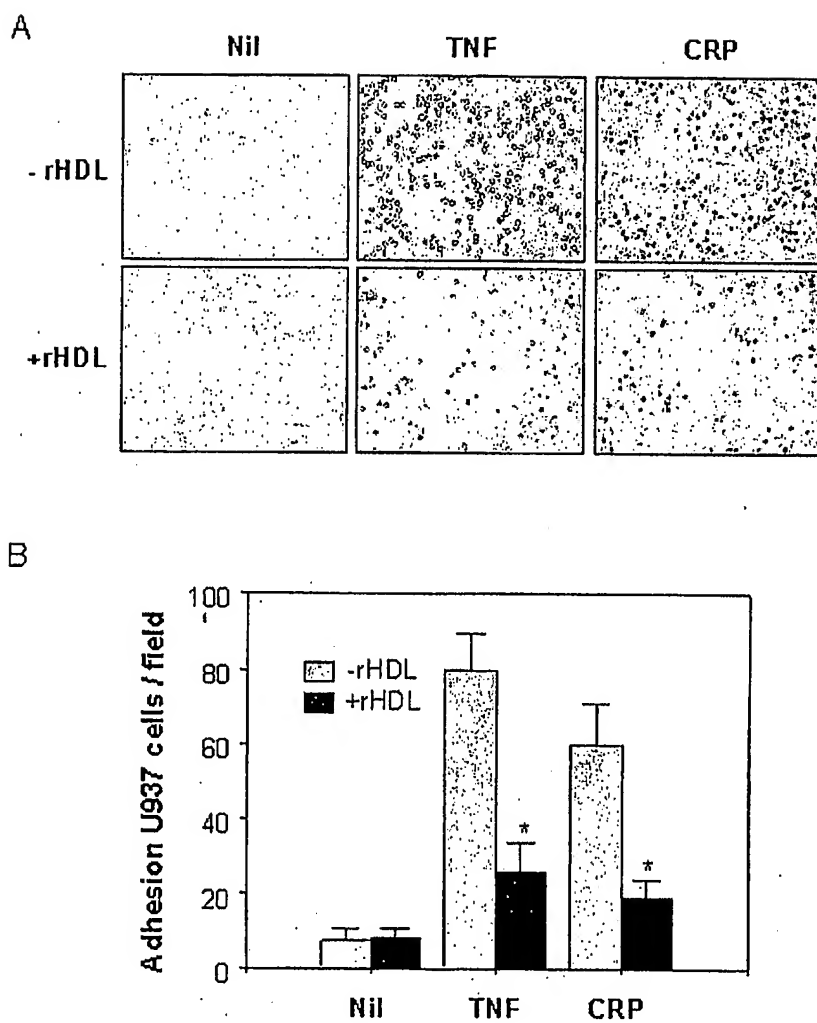 A
Nil TNF CRP
- rHDL
+rHDL
B
Adhesion U937 cells / field
100
80
60
40
20
0
-rHDL
+rHDL
*
*
Nil TNF CRP